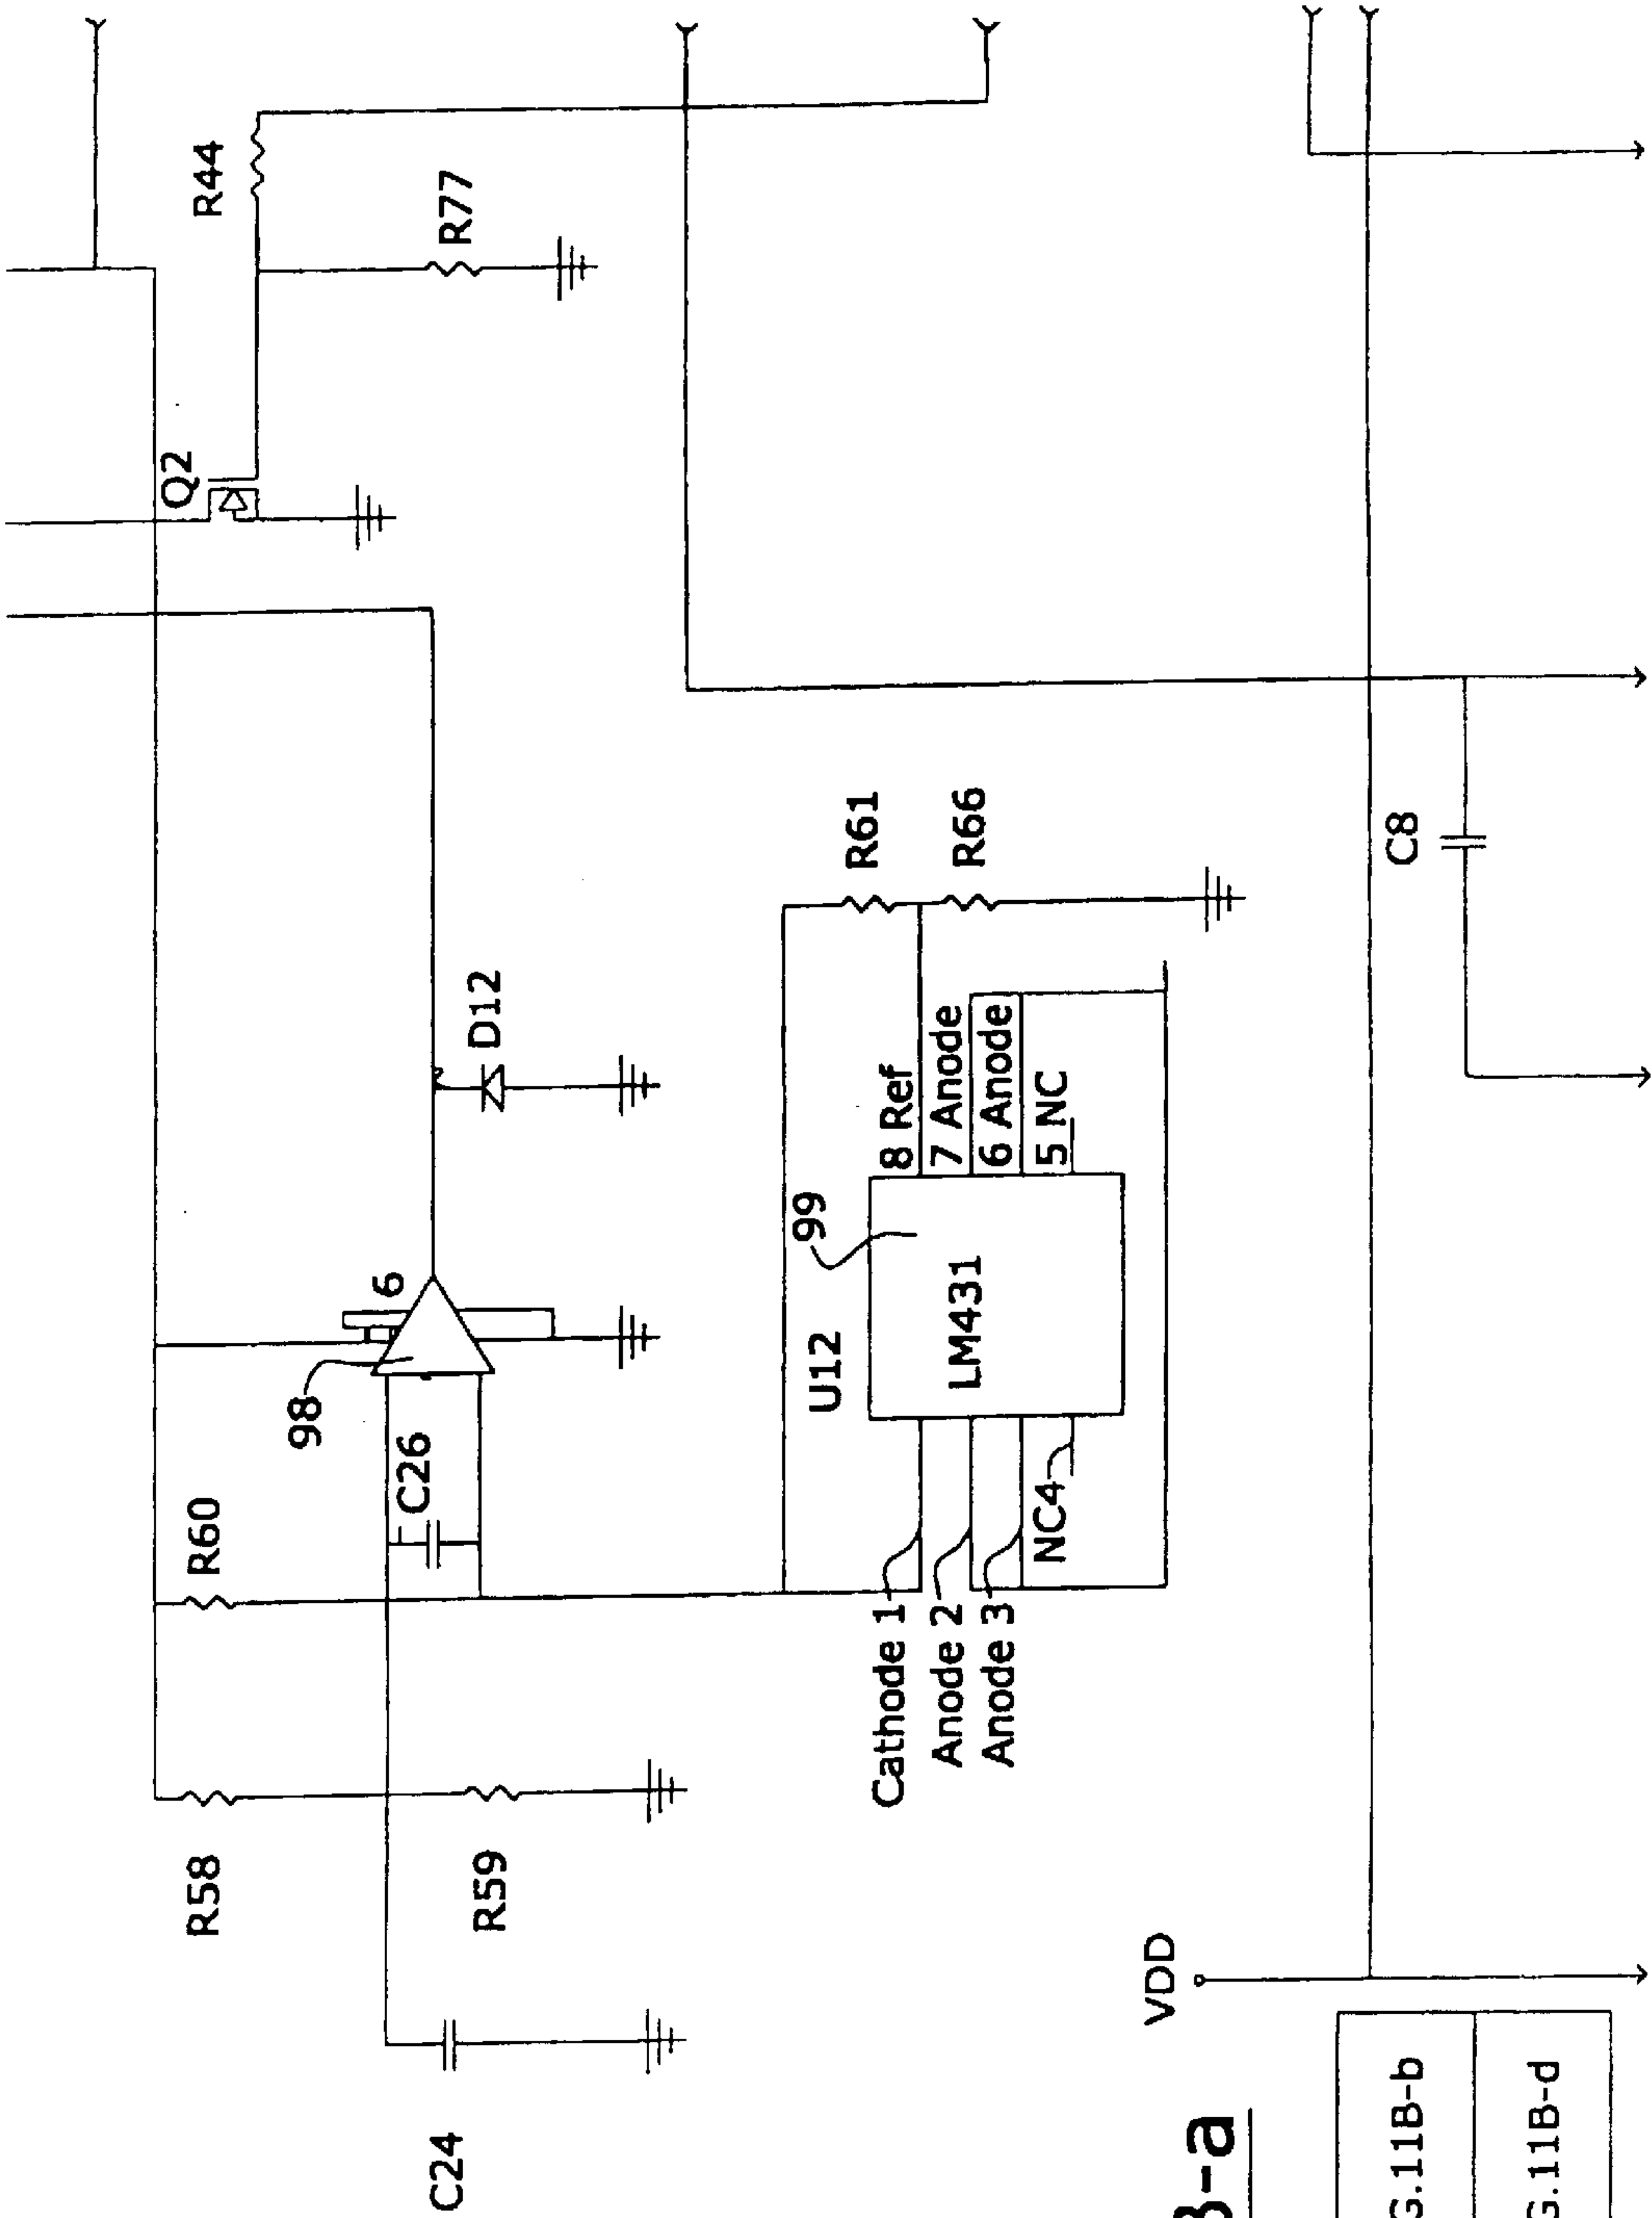 R44
R77
Q2
R58
R60
98
6
C26
R59
C24
D12
U12
99
R61
R66
LM431
Cathode 1
Anode 2
Anode 3
NC4
8 Ref
7 Anode
6 Anode
5 NC
VDD
C8
B-a
G.11B-b
G.11B-d